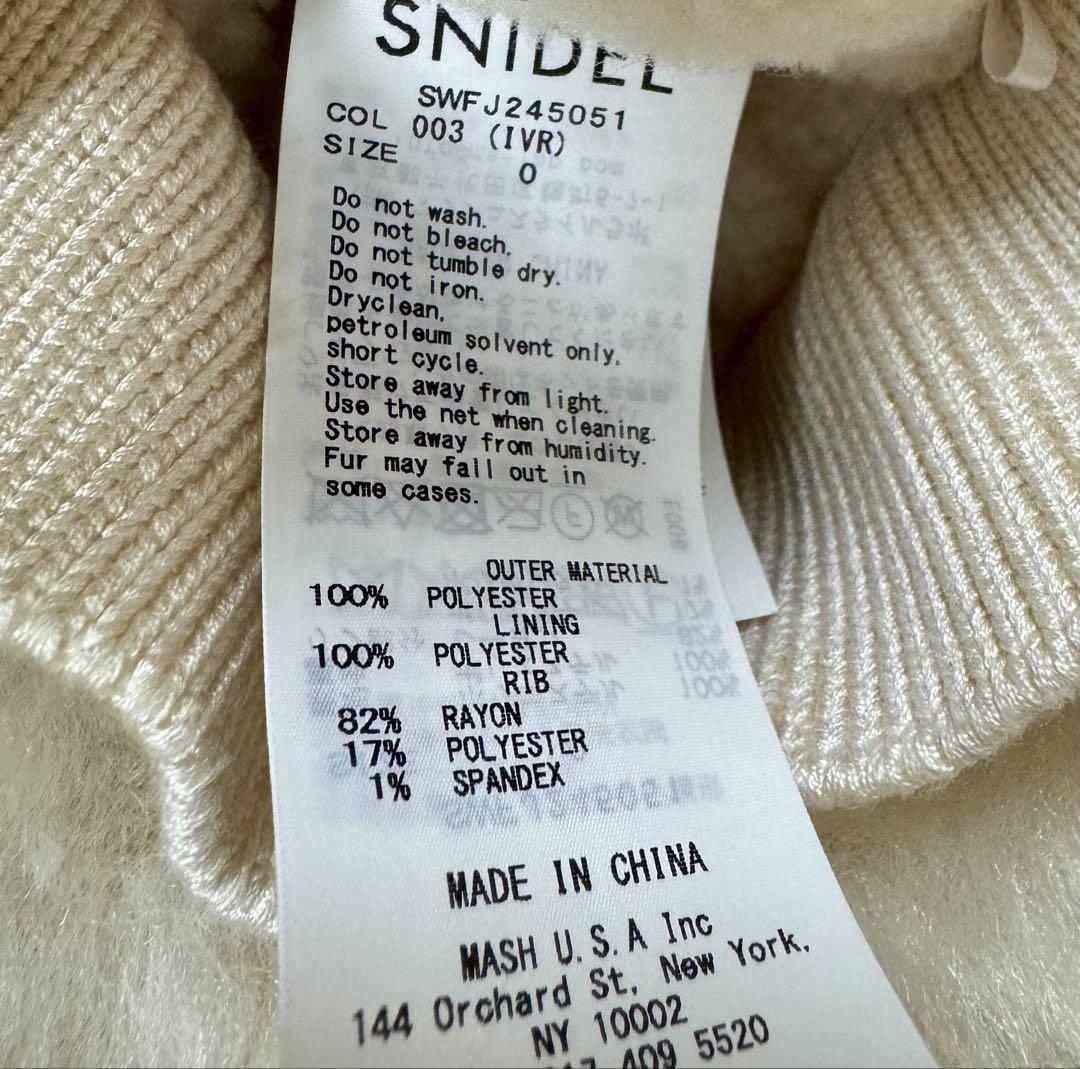 SNIDEL
SWFJ245051
COL 003 (IVR)
SIZE 0
Do not wash.
Do not bleach.
Do not tumble dry.
Do not iron.
Dryclean,
petroleum solvent only,
short cycle.
Store away from light.
Use the net when cleaning.
Store away from humidity.
Fur may fall out in
some cases.
OUTER MATERIAL
100% POLYESTER
LINING
100% POLYESTER
RIB
82% RAYON
17% POLYESTER
1% SPANDEX
MADE IN CHINA
MASH U.S.A Inc
144 Orchard St, New York,
NY 10002
409 5520